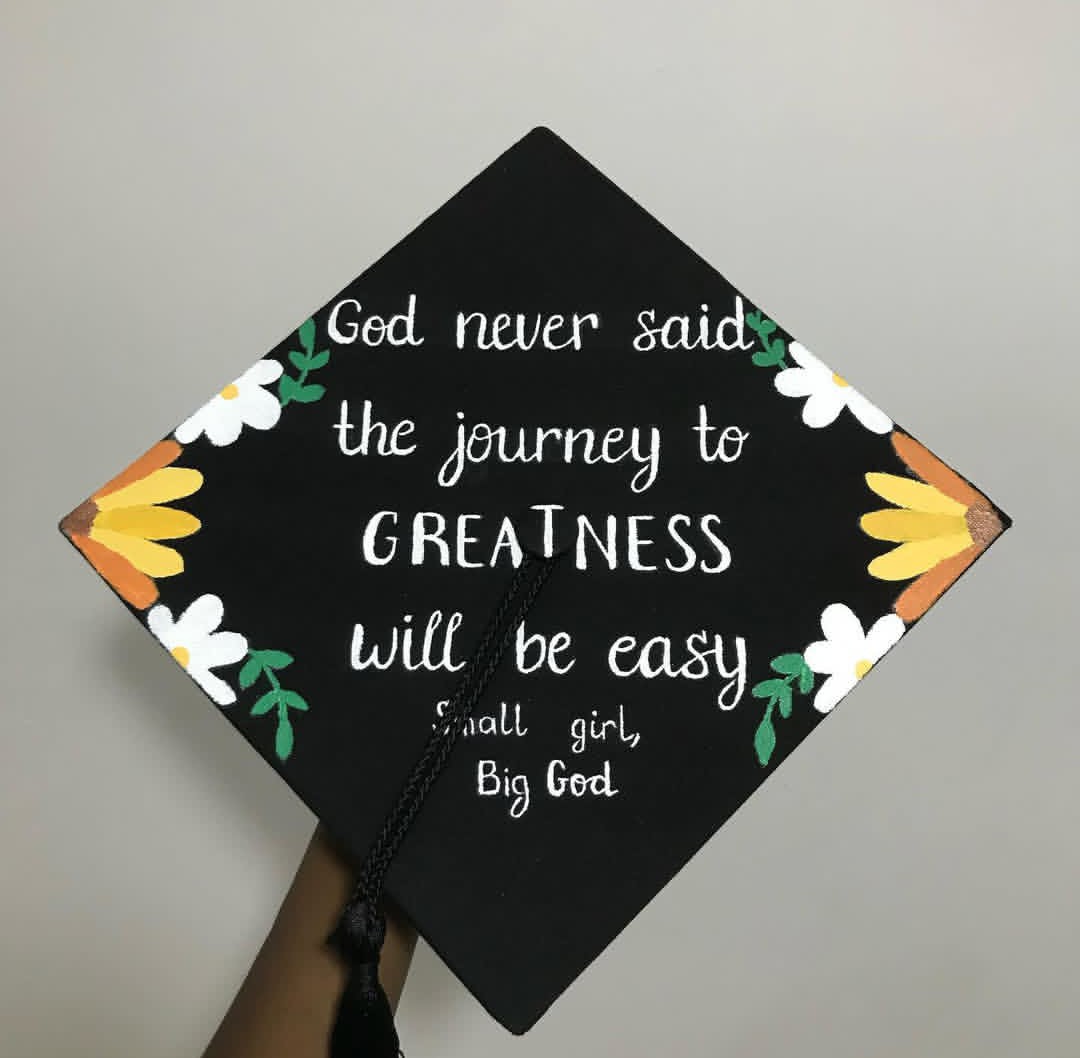 God never said
the journey to
GREATNESS
will be easy
Small girl,
Big God